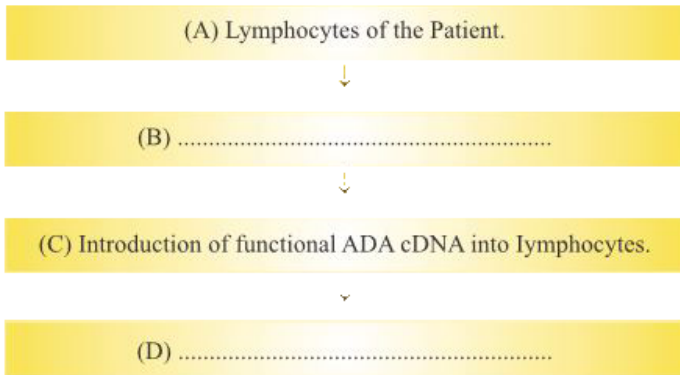 (A) Lymphocytes of the Patient.
(B) ............................................................
(C) Introduction of functional ADA cDNA into Iymphocytes.
(D) ............................................................